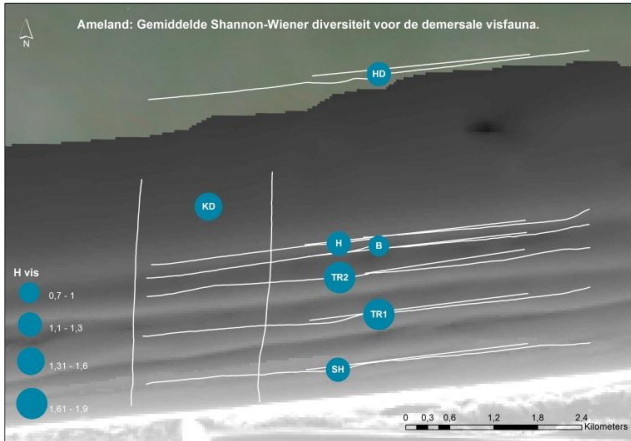 Ameland: Gemiddelde Shannon-Wiener diversiteit voor de demersale visfauna.
N
HD
KD
H
B
TR2
TR1
SH
H vis
0,7 - 1
1,1 - 1,3
1,31 - 1,6
1,61 - 1,9
0 0,3 0,6 1,2 1,8 2,4
Kilometers